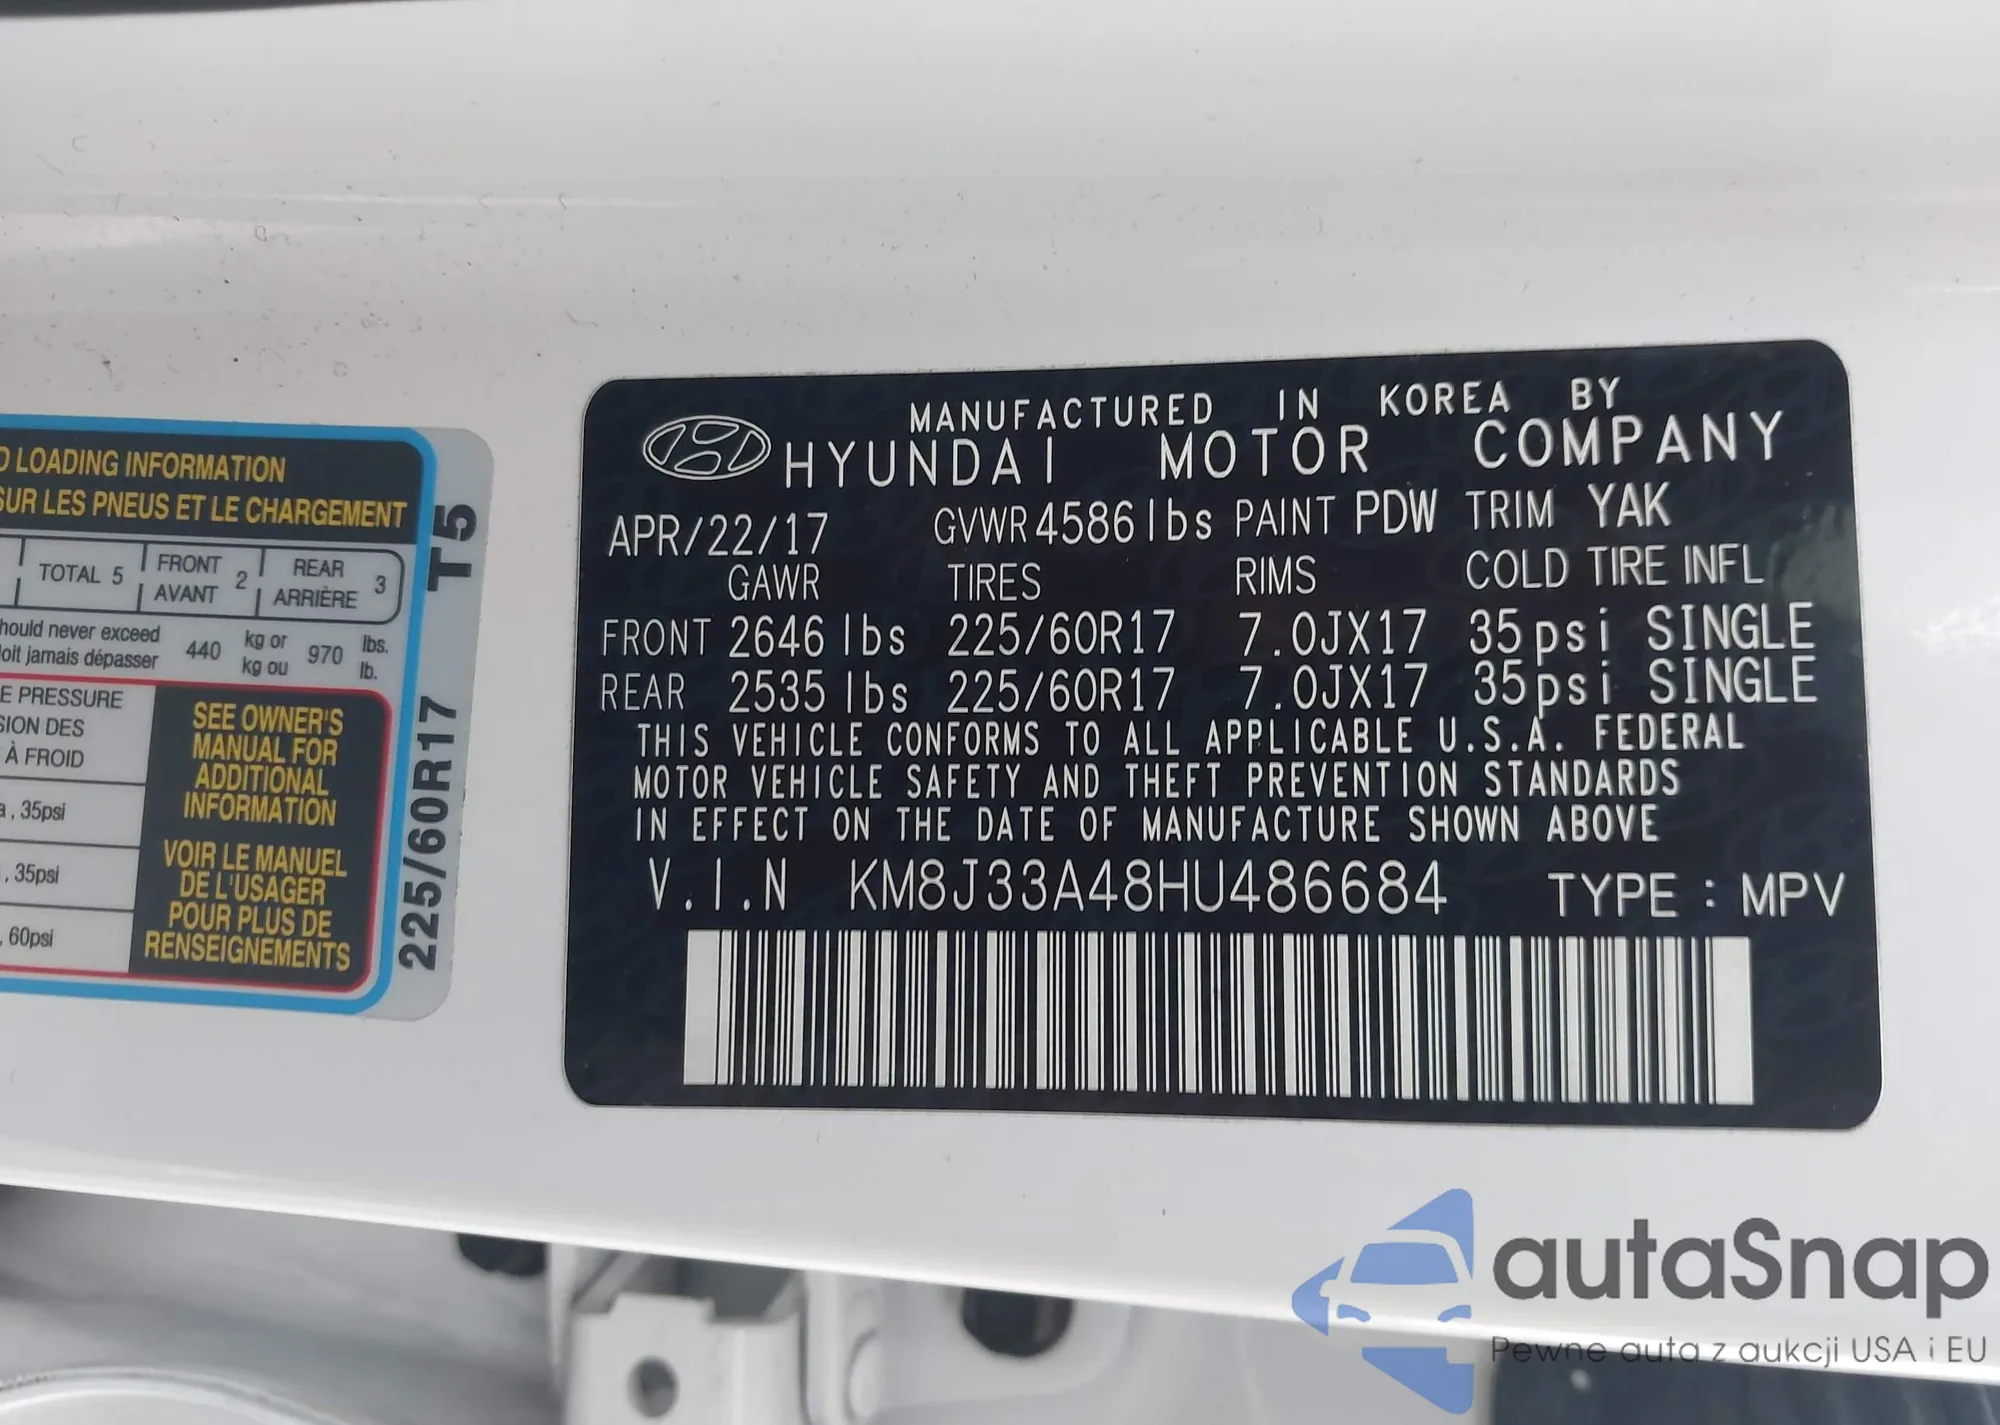 D LOADING INFORMATION
SUR LES PNEUS ET LE CHARGEMENT
TOTAL 5 FRONT AVANT 2 REAR ARRIÈRE 3
hould never exceed 440 kg or 970 lbs.
oit jamais dépasser kg ou lb.
E PRESSURE
SION DES
À FROID
, 35psi
, 35psi
, 60psi
SEE OWNER'S
MANUAL FOR
ADDITIONAL
INFORMATION
VOIR LE MANUEL
DE L'USAGER
POUR PLUS DE
RENSEIGNEMENTS
225/60R17 T5
MANUFACTURED IN KOREA BY
HYUNDAI MOTOR COMPANY
APR/22/17 GVWR 4586lbs PAINT PDW TRIM YAK
GAWR TIRES RIMS COLD TIRE INFL
FRONT 2646 lbs 225/60R17 7.0JX17 35psi SINGLE
REAR 2535 lbs 225/60R17 7.0JX17 35psi SINGLE
THIS VEHICLE CONFORMS TO ALL APPLICABLE U.S.A. FEDERAL
MOTOR VEHICLE SAFETY AND THEFT PREVENTION STANDARDS
IN EFFECT ON THE DATE OF MANUFACTURE SHOWN ABOVE
V.I.N KM8J33A48HU486684 TYPE : MPV
autaSnap
Pewne auta z aukcji USA i EU